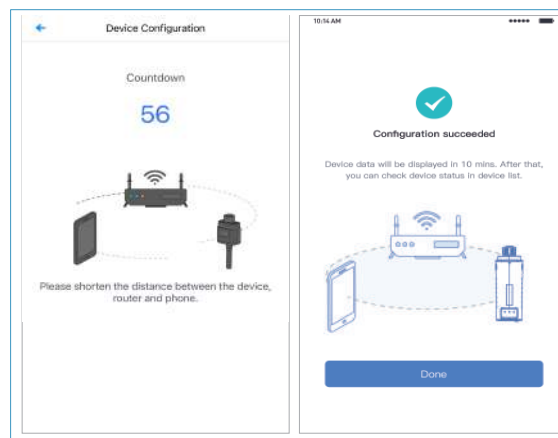 Device Configuration
Countdown
56
Please shorten the distance between the device,
router and phone.
10:14 AM
Configuration succeeded
Device data will be displayed in 10 mins. After that,
you can check device status in device list.
Done